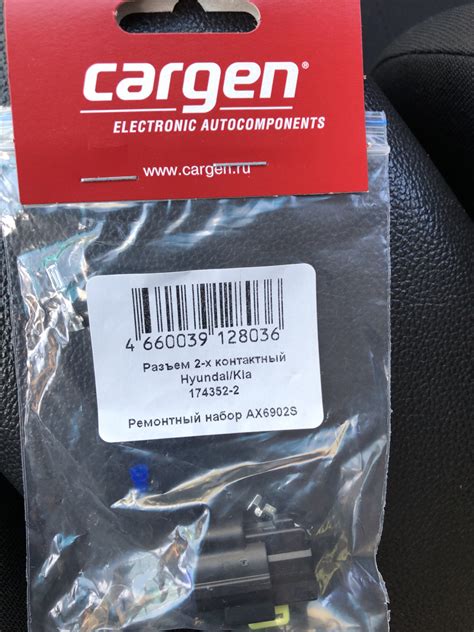 cargen®
ELECTRONIC AUTOCOMPONENTS
www.cargen.ru
4 660039 128036
Разъем 2-х контактный
Hyundai/Kia
174352-2
Ремонтный набор AX6902S